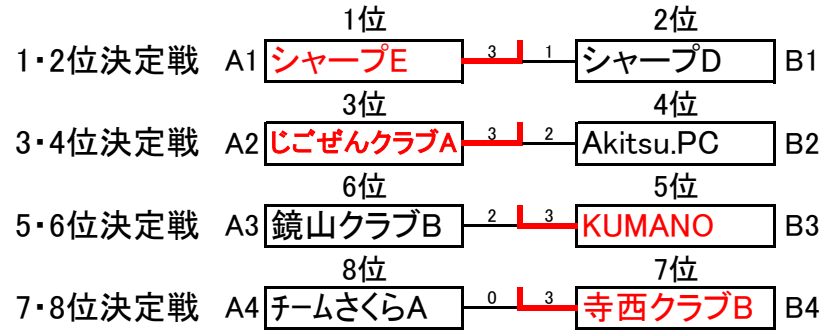 1位 2位
1・2位決定戦 A1 シャープE 3 1 シャープD B1
3位 4位
3・4位決定戦 A2 じごぜんクラブA 3 2 Akitsu.PC B2
6位 5位
5・6位決定戦 A3 鏡山クラブB 2 3 KUMANO B3
8位 7位
7・8位決定戦 A4 チームさくらA 0 3 寺西クラブB B4